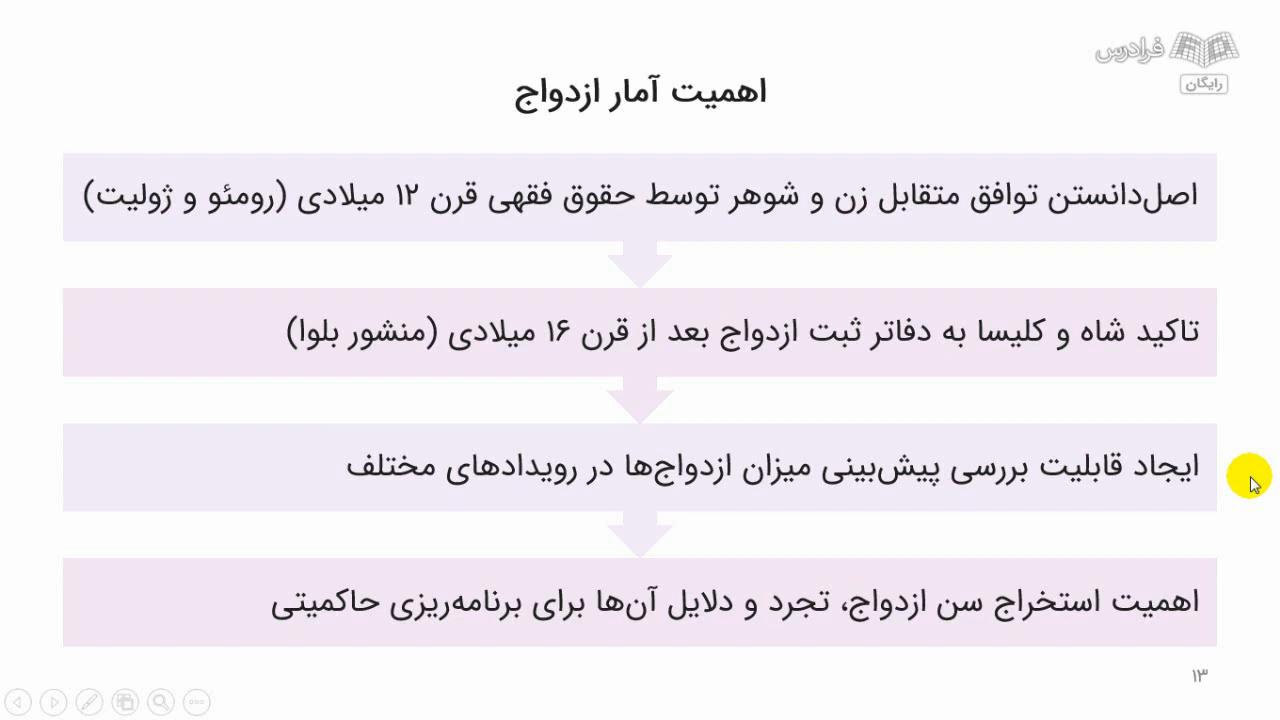 فرادرس
رایگان
اهمیت آمار ازدواج
اصل‌دانستن توافق متقابل زن و شوهر توسط حقوق فقهی قرن ۱۲ میلادی (رومئو و ژولیت)
تاکید شاه و کلیسا به دفاتر ثبت ازدواج بعد از قرن ۱۶ میلادی (منشور بلوا)
ایجاد قابلیت بررسی پیش‌بینی میزان ازدواج‌ها در رویدادهای مختلف
اهمیت استخراج سن ازدواج، تجرد و دلایل آن‌ها برای برنامه‌ریزی حاکمیتی
۱۳